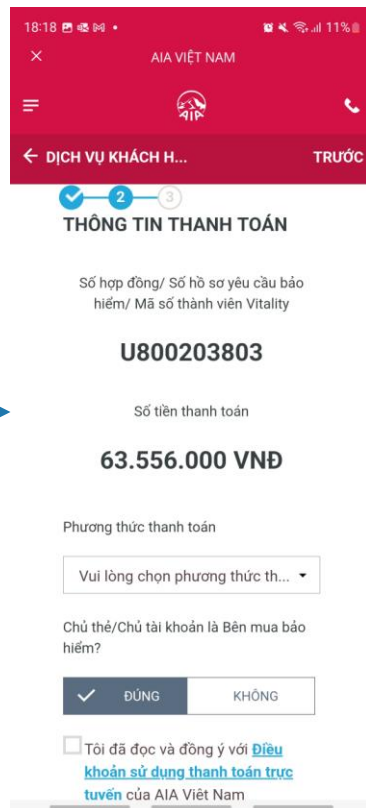 18:18
11%
AIA VIỆT NAM
AIA
DỊCH VỤ KHÁCH H...
TRƯỚC
2
3
THÔNG TIN THANH TOÁN
Số hợp đồng/ Số hồ sơ yêu cầu bảo
hiểm/ Mã số thành viên Vitality
U800203803
Số tiền thanh toán
63.556.000 VNĐ
Phương thức thanh toán
Vui lòng chọn phương thức th...
Chủ thẻ/Chủ tài khoản là Bên mua bảo
hiểm?
ĐÚNG
KHÔNG
Tôi đã đọc và đồng ý với Điều
khoản sử dụng thanh toán trực
tuyến của AIA Việt Nam